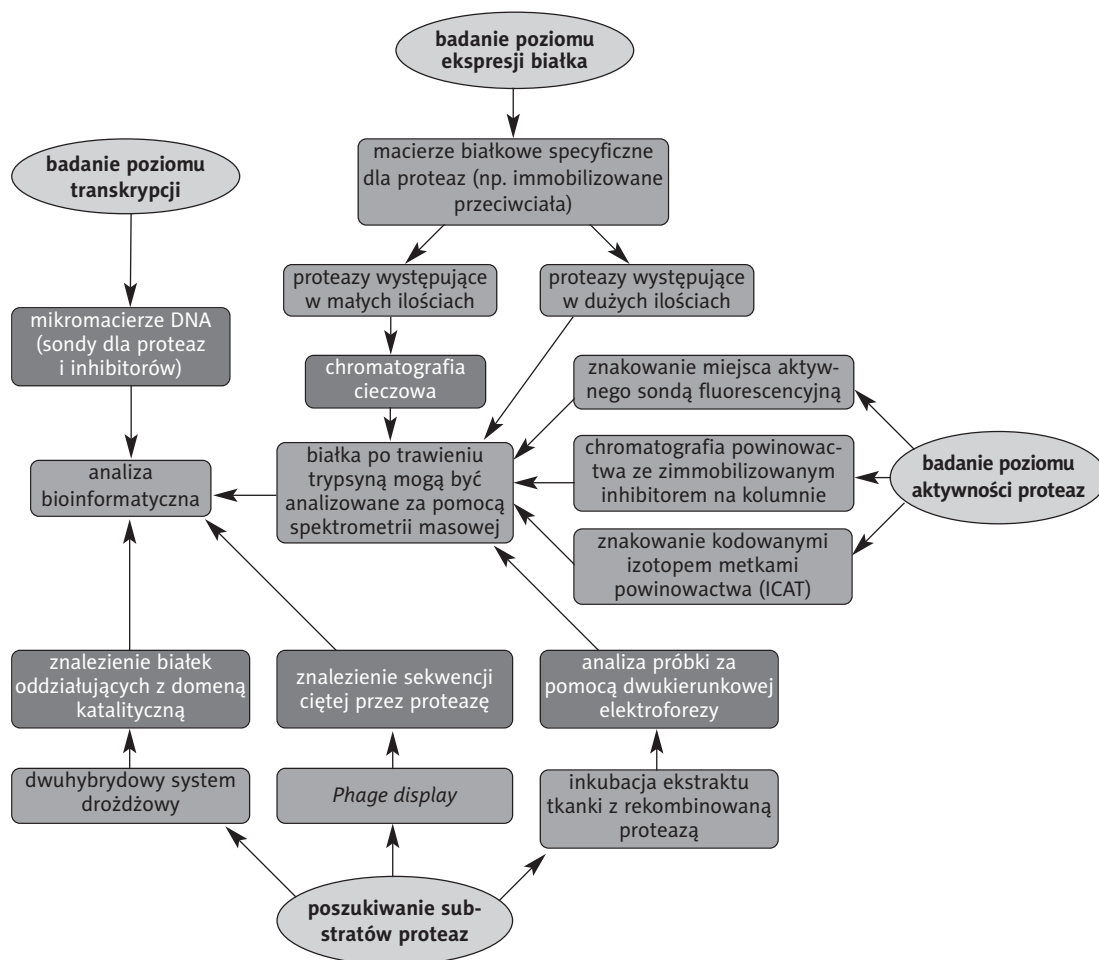 badanie poziomu
ekspresji białka
macierze białkowe specyficzne
dla proteaz (np. immobilizowane
przeciwciała)
badanie poziomu
transkrypcji
proteazy występujące
w małych ilościach
proteazy występujące
w dużych ilościach
mikromacierze DNA
(sondy dla proteaz
i inhibitorów)
chromatografia
cieczowa
znakowanie miejsca aktyw-
nego sondą fluorescencyjną
analiza
bioinformatyczna
białka po trawieniu
trypsyną mogą być
analizowane za pomocą
spektrometrii masowej
chromatografia powinowac-
twa ze zimmobilizowanym
inhibitorem na kolumnie
badanie poziomu
aktywności proteaz
znakowanie kodowanymi
izotopem metkami
powinowactwa (ICAT)
znalezienie białek
oddziałujących z domeną
katalityczną
znalezienie sekwencji
ciętej przez proteazę
analiza próbki za
pomocą dwukierunkowej
elektroforezy
dwuhybrydowy system
drożdżowy
Phage display
inkubacja ekstraktu
tkanki z rekombinowaną
proteazą
poszukiwanie sub-
stratów proteaz